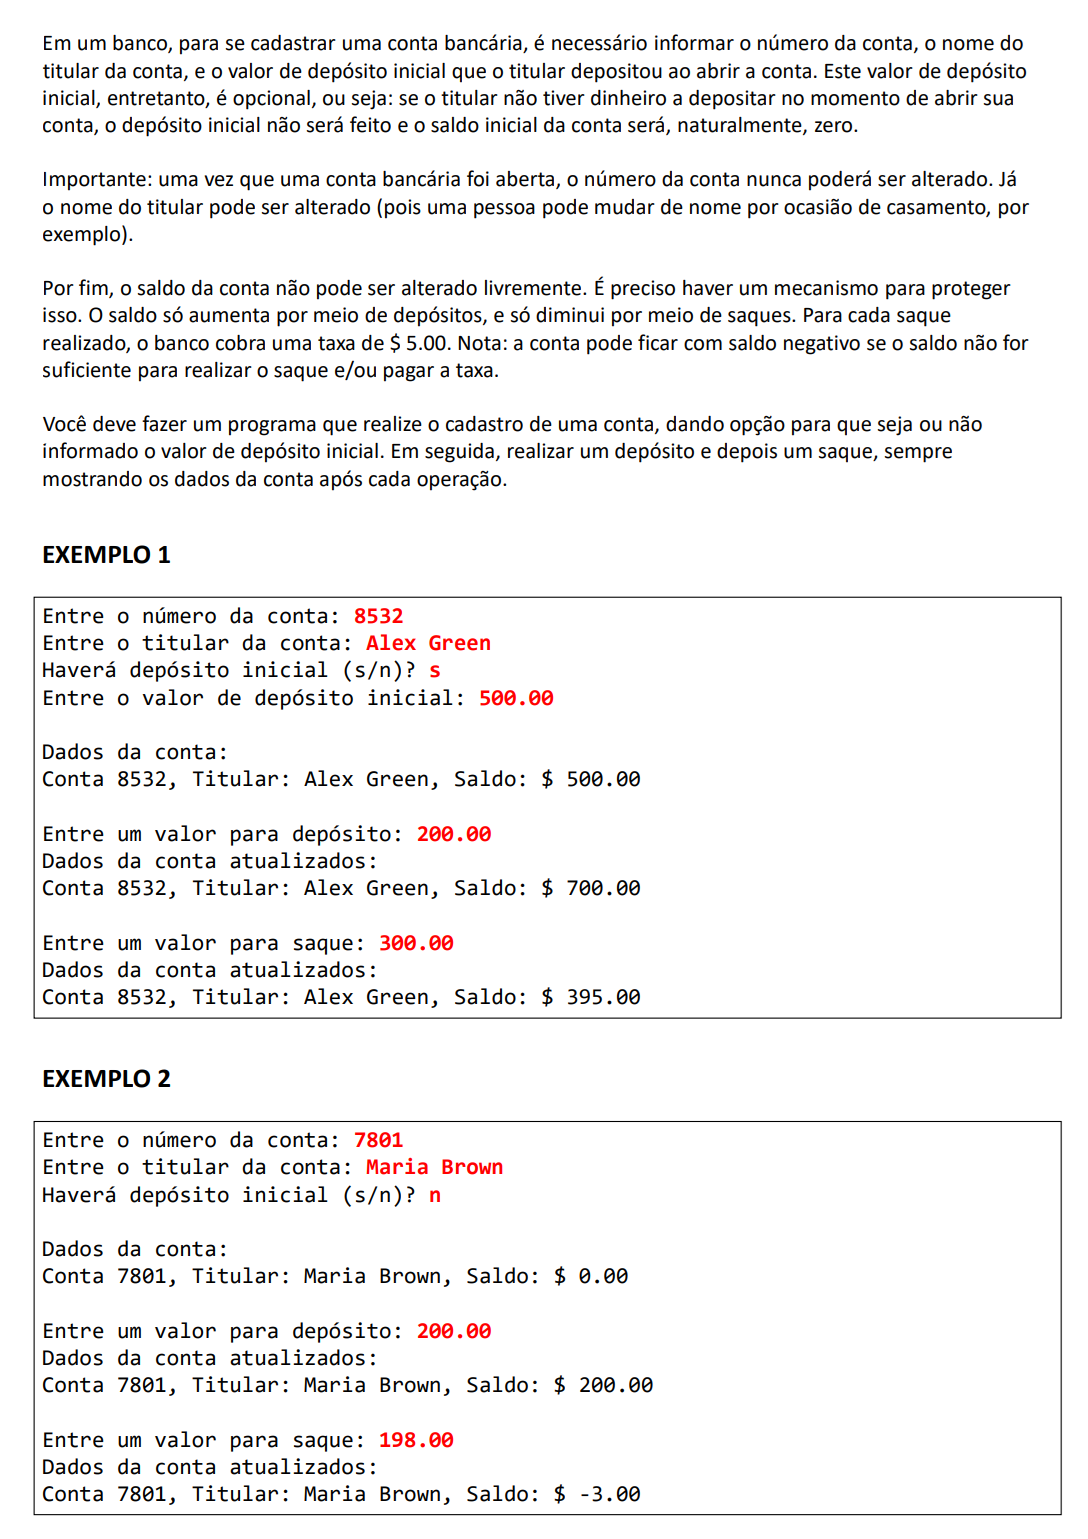 Em um banco, para se cadastrar uma conta bancária, é necessário informar o número da conta, o nome do
titular da conta, e o valor de depósito inicial que o titular depositou ao abrir a conta. Este valor de depósito
inicial, entretanto, é opcional, ou seja: se o titular não tiver dinheiro a depositar no momento de abrir sua
conta, o depósito inicial não será feito e o saldo inicial da conta será, naturalmente, zero.
Importante: uma vez que uma conta bancária foi aberta, o número da conta nunca poderá ser alterado. Já
o nome do titular pode ser alterado (pois uma pessoa pode mudar de nome por ocasião de casamento, por
exemplo).
Por fim, o saldo da conta não pode ser alterado livremente. É preciso haver um mecanismo para proteger
isso. O saldo só aumenta por meio de depósitos, e só diminui por meio de saques. Para cada saque
realizado, o banco cobra uma taxa de $ 5.00. Nota: a conta pode ficar com saldo negativo se o saldo não for
suficiente para realizar o saque e/ou pagar a taxa.
Você deve fazer um programa que realize o cadastro de uma conta, dando opção para que seja ou não
informado o valor de depósito inicial. Em seguida, realizar um depósito e depois um saque, sempre
mostrando os dados da conta após cada operação.
EXEMPLO 1
Entre o número da conta: 8532
Entre o titular da conta: Alex Green
Haverá depósito inicial (s/n)? s
Entre o valor de depósito inicial: 500.00
Dados da conta:
Conta 8532, Titular: Alex Green, Saldo: $ 500.00
Entre um valor para depósito: 200.00
Dados da conta atualizados:
Conta 8532, Titular: Alex Green, Saldo: $ 700.00
Entre um valor para saque: 300.00
Dados da conta atualizados:
Conta 8532, Titular: Alex Green, Saldo: $ 395.00
EXEMPLO 2
Entre o número da conta: 7801
Entre o titular da conta: Maria Brown
Haverá depósito inicial (s/n)? n
Dados da conta:
Conta 7801, Titular: Maria Brown, Saldo: $ 0.00
Entre um valor para depósito: 200.00
Dados da conta atualizados:
Conta 7801, Titular: Maria Brown, Saldo: $ 200.00
Entre um valor para saque: 198.00
Dados da conta atualizados:
Conta 7801, Titular: Maria Brown, Saldo: $ -3.00